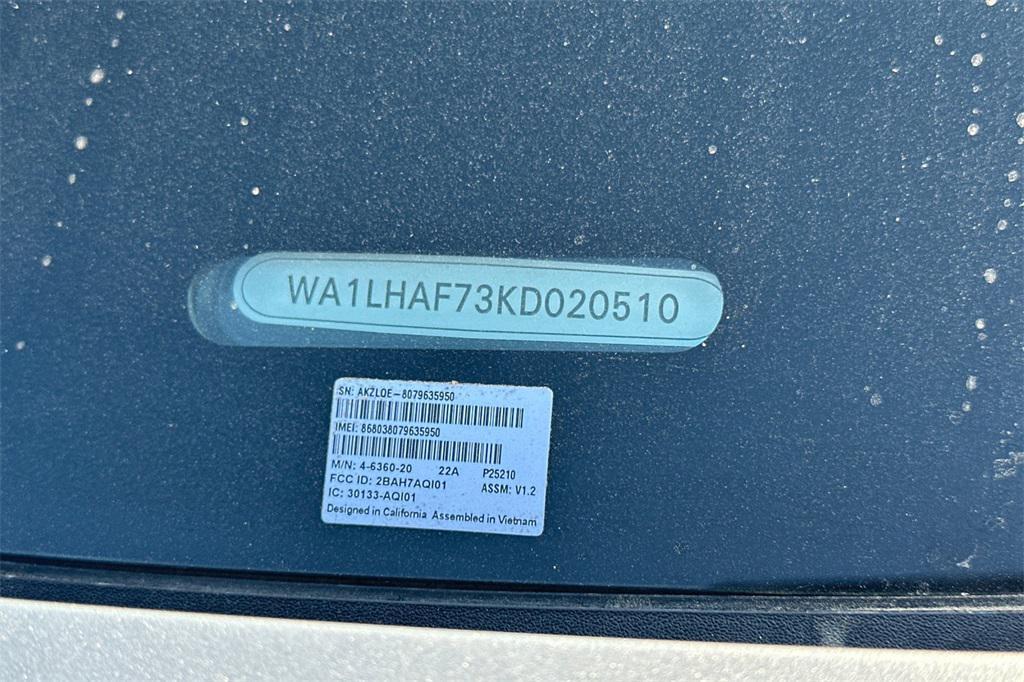 WA1LHAF73KD020510
SN: AKZLQE-8079635950
IMEI: 868038079635950
M/N: 4-6360-20 22A P25210
FCC ID: 2BAH7AQI01 ASSM: V1.2
IC: 30133-AQI01
Designed in California Assembled in Vietnam